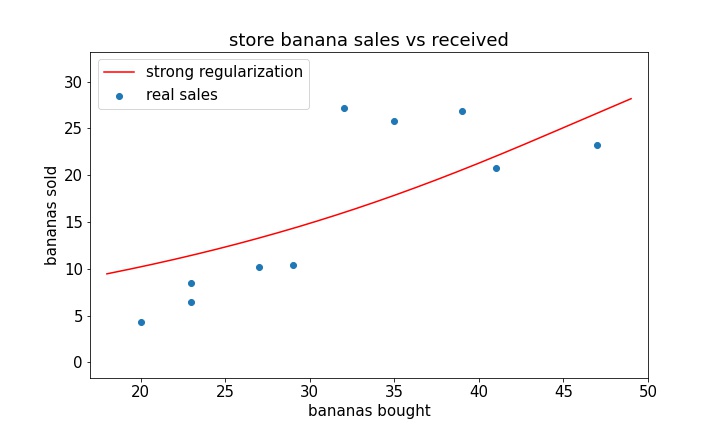 store banana sales vs received
strong regularization
real sales
30
25
20
15
10
5
0
bananas sold
20 25 30 35 40 45 50
bananas bought